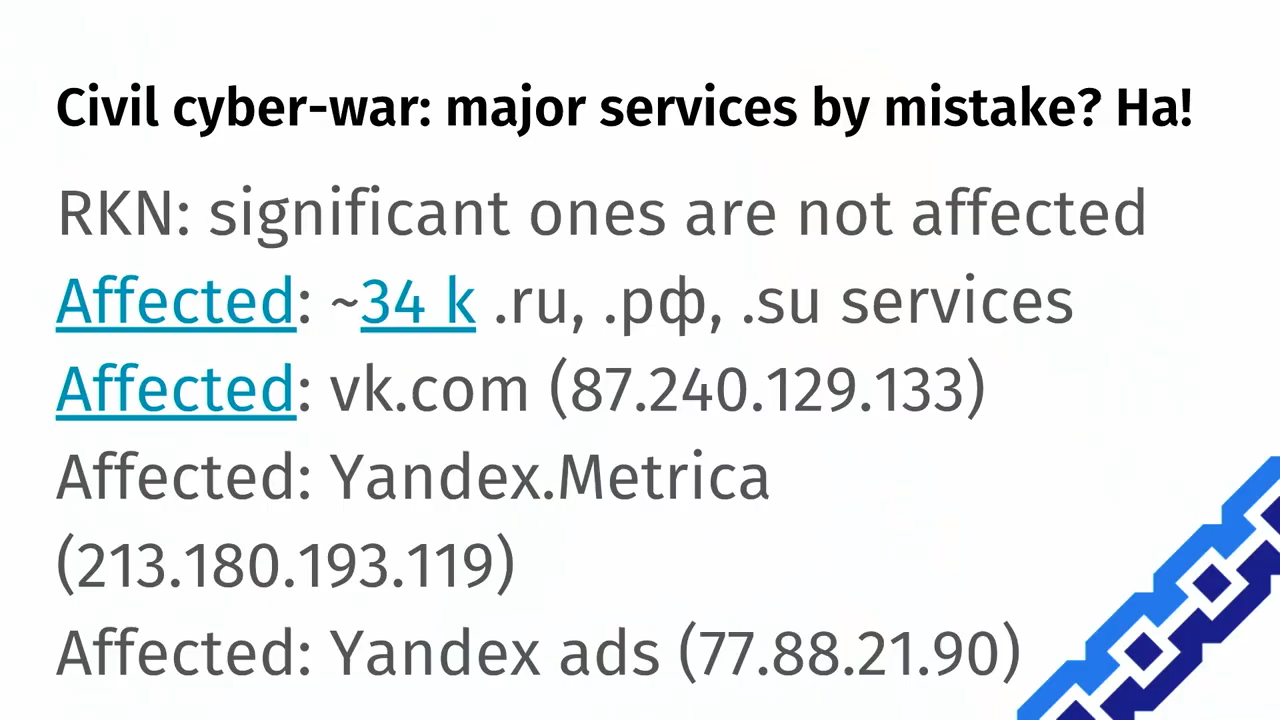 Civil cyber-war: major services by mistake? Ha!
RKN: significant ones are not affected
Affected: ~34 k .ru, .рф, .su services
Affected: vk.com (87.240.129.133)
Affected: Yandex.Metrica
(213.180.193.119)
Affected: Yandex ads (77.88.21.90)